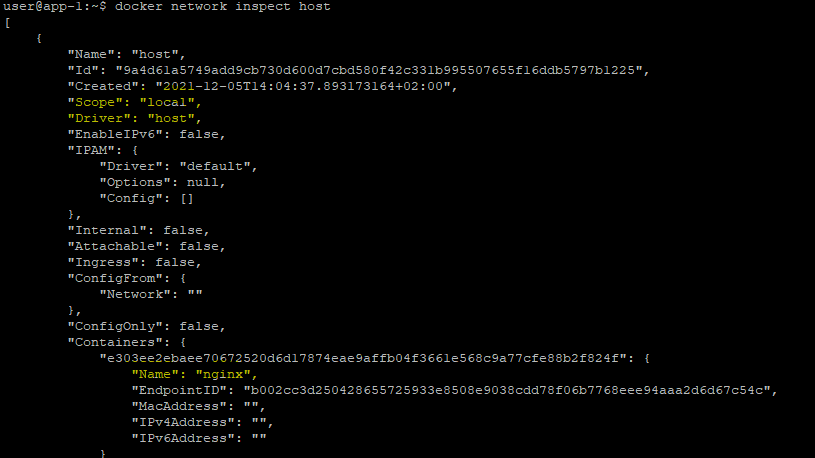 user@app-1:~$ docker network inspect host
[
    {
        "Name": "host",
        "Id": "9a4d61a5749add9cb730d600d7cbd580f42c331b995507655f16ddb5797b1225",
        "Created": "2021-12-05T14:04:37.893173164+02:00",
        "Scope": "local",
        "Driver": "host",
        "EnableIPv6": false,
        "IPAM": {
            "Driver": "default",
            "Options": null,
            "Config": []
        },
        "Internal": false,
        "Attachable": false,
        "Ingress": false,
        "ConfigFrom": {
            "Network": ""
        },
        "ConfigOnly": false,
        "Containers": {
            "e303ee2ebaee70672520d6d17874eae9affb04f3661e568c9a77cfe88b2f824f": {
                "Name": "nginx",
                "EndpointID": "b002cc3d250428655725933e8508e9038cdd78f06b7768eee94aaa2d6d67c54c",
                "MacAddress": "",
                "IPv4Address": "",
                "IPv6Address": ""
            }